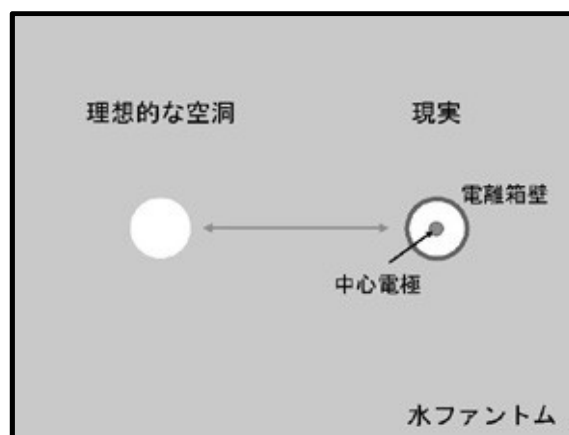 理想的な空洞
現実
電離箱壁
中心電極
水ファントム